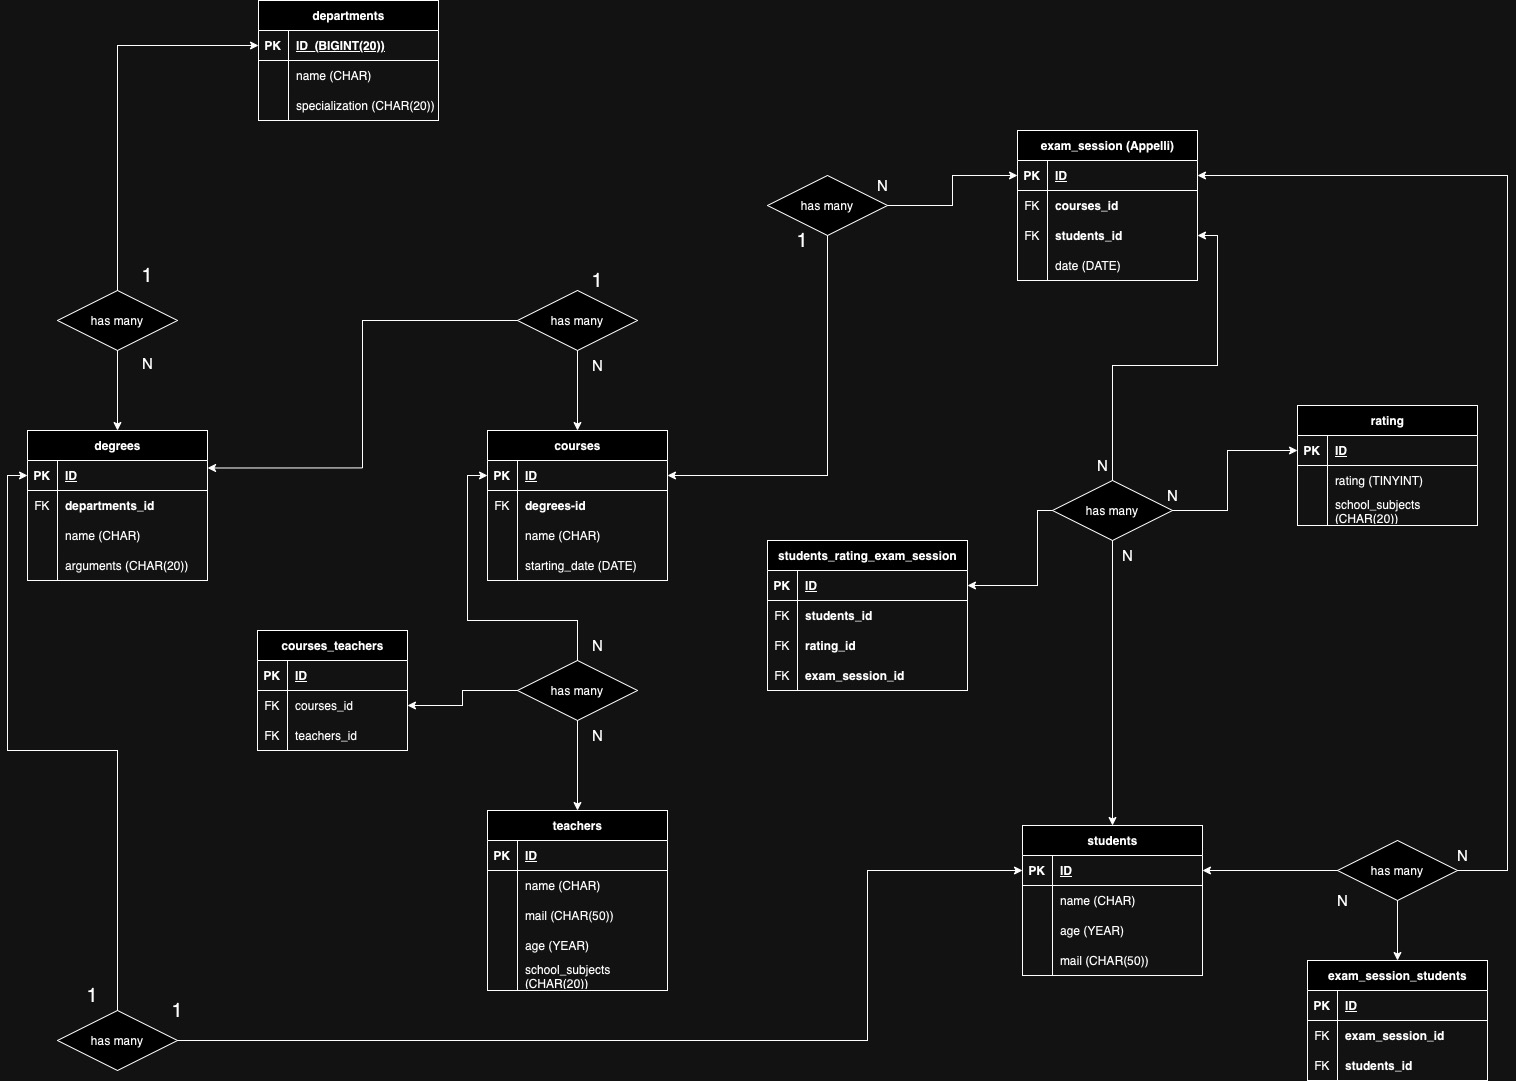 departments
PK ID (BIGINT(20))
name (CHAR)
specialization (CHAR(20))
exam_session (Appelli)
PK ID
FK courses_id
FK students_id
date (DATE)
has many
N
1
1
has many
N
1
has many
N
degrees
PK ID
FK departments_id
name (CHAR)
arguments (CHAR(20))
courses
PK ID
FK degrees-id
name (CHAR)
starting_date (DATE)
rating
PK ID
rating (TINYINT)
school_subjects
(CHAR(20))
N
has many
N
N
students_rating_exam_session
PK ID
FK students_id
FK rating_id
FK exam_session_id
courses_teachers
PK ID
FK courses_id
FK teachers_id
N
has many
N
teachers
PK ID
name (CHAR)
mail (CHAR(50))
age (YEAR)
school_subjects
(CHAR(20))
students
PK ID
name (CHAR)
age (YEAR)
mail (CHAR(50))
has many
N
N
exam_session_students
PK ID
FK exam_session_id
FK students_id
1
1
has many